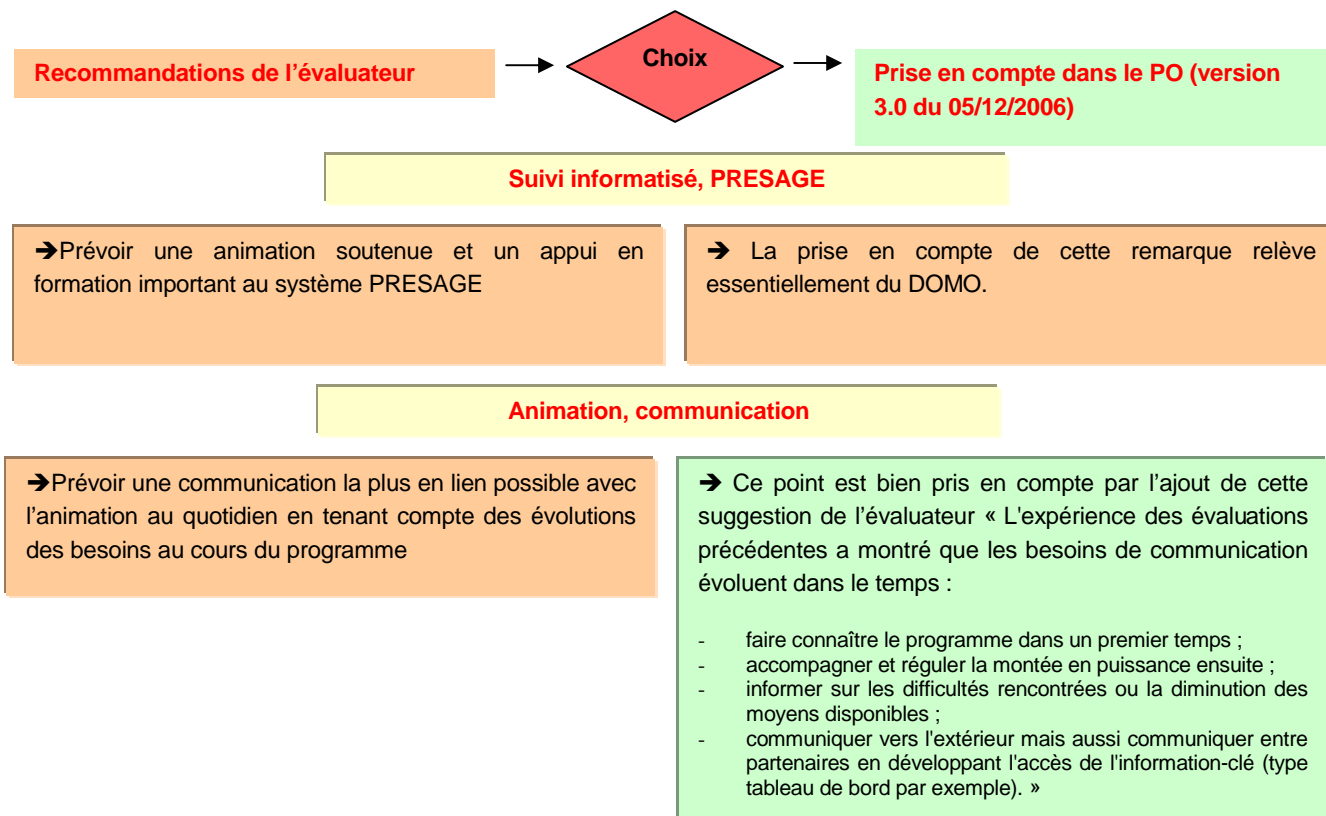 Recommandations de l'évaluateur
Choix
Prise en compte dans le PO (version
3.0 du 05/12/2006)
Suivi informatisé, PRESAGE
➔Prévoir une animation soutenue et un appui en
formation important au système PRESAGE
➔ La prise en compte de cette remarque relève
essentiellement du DOMO.
Animation, communication
➔Prévoir une communication la plus en lien possible avec
l'animation au quotidien en tenant compte des évolutions
des besoins au cours du programme
➔ Ce point est bien pris en compte par l'ajout de cette
suggestion de l'évaluateur « L'expérience des évaluations
précédentes a montré que les besoins de communication
évoluent dans le temps :
- faire connaître le programme dans un premier temps ;
- accompagner et réguler la montée en puissance ensuite ;
- informer sur les difficultés rencontrées ou la diminution des
moyens disponibles ;
- communiquer vers l'extérieur mais aussi communiquer entre
partenaires en développant l'accès de l'information-clé (type
tableau de bord par exemple). »